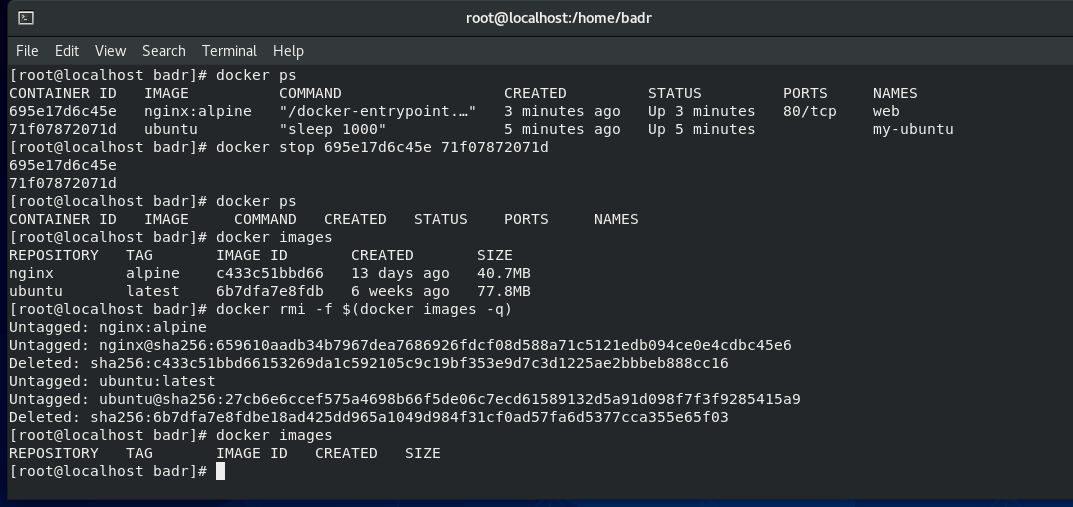 root@localhost:/home/badr
File Edit View Search Terminal Help
[root@localhost badr]# docker ps
CONTAINER ID   IMAGE          COMMAND                  CREATED         STATUS         PORTS     NAMES
695e17d6c45e   nginx:alpine   "/docker-entrypoint.…"   3 minutes ago   Up 3 minutes   80/tcp    web
71f07872071d   ubuntu         "sleep 1000"             5 minutes ago   Up 5 minutes             my-ubuntu
[root@localhost badr]# docker stop 695e17d6c45e 71f07872071d
695e17d6c45e
71f07872071d
[root@localhost badr]# docker ps
CONTAINER ID   IMAGE     COMMAND   CREATED   STATUS    PORTS     NAMES
[root@localhost badr]# docker images
REPOSITORY   TAG       IMAGE ID       CREATED       SIZE
nginx        alpine    c433c51bbd66   13 days ago   40.7MB
ubuntu       latest    6b7dfa7e8fdb   6 weeks ago   77.8MB
[root@localhost badr]# docker rmi -f $(docker images -q)
Untagged: nginx:alpine
Untagged: nginx@sha256:659610aadb34b7967dea7686926fdcf08d588a71c5121edb094ce0e4cdbc45e6
Deleted: sha256:c433c51bbd66153269da1c592105c9c19bf353e9d7c3d1225ae2bbbeb888cc16
Untagged: ubuntu:latest
Untagged: ubuntu@sha256:27cb6e6ccef575a4698b66f5de06c7ecd61589132d5a91d098f7f3f9285415a9
Deleted: sha256:6b7dfa7e8fdbe18ad425dd965a1049d984f31cf0ad57fa6d5377cca355e65f03
[root@localhost badr]# docker images
REPOSITORY   TAG       IMAGE ID   CREATED   SIZE
[root@localhost badr]#